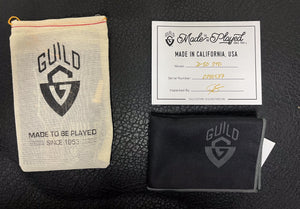 GUILD
G
MADE TO BE PLAYED
SINCE 1953
GUILD
Made to be Played
MADE IN CALIFORNIA, USA
Model:
Serial Number:
Inspected By:
GUILD
G